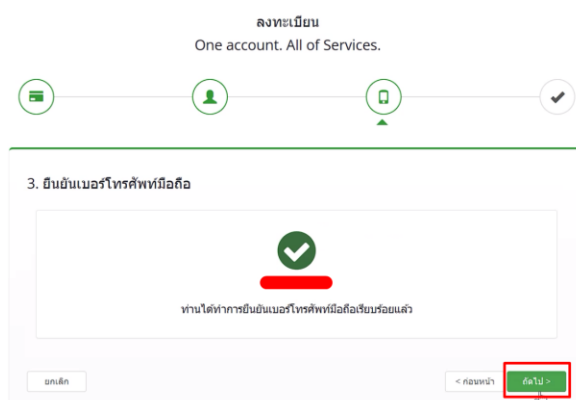 ลงทะเบียน
One account. All of Services.
3. ยืนยันเบอร์โทรศัพท์มือถือ
ท่านได้ทำการยืนยันเบอร์โทรศัพท์มือถือเรียบร้อยแล้ว
ยกเลิก
< ก่อนหน้า
ถัดไป >